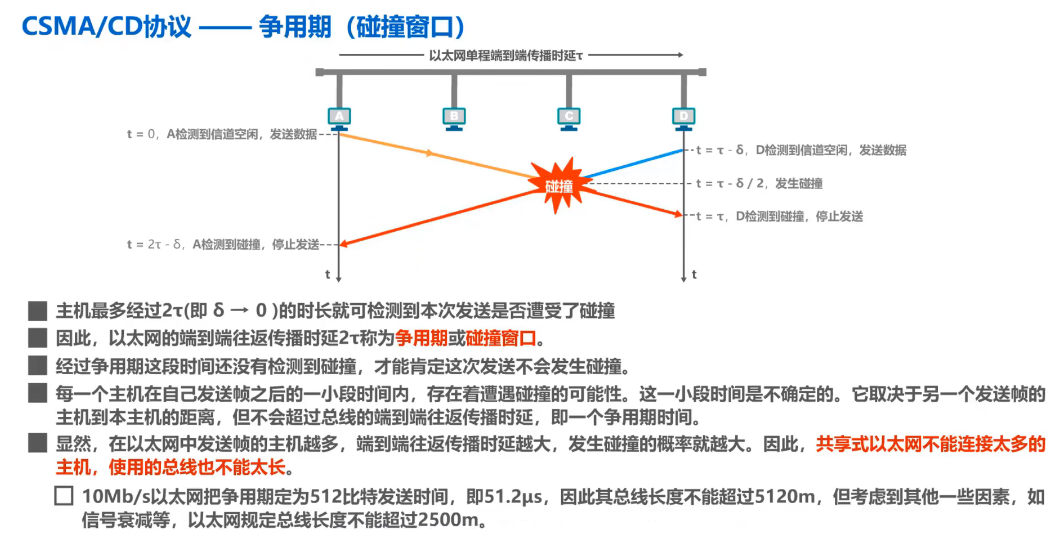 CSMA/CD协议 —— 争用期（碰撞窗口）
以太网单程端到端传播时延τ
A
B
C
D
t = 0，A检测到信道空闲，发送数据
t = τ - δ，D检测到信道空闲，发送数据
碰撞
t = τ - δ / 2，发生碰撞
t = τ，D检测到碰撞，停止发送
t = 2τ - δ，A检测到碰撞，停止发送
t
t
主机最多经过2τ(即 δ → 0 )的时长就可检测到本次发送是否遭受了碰撞
因此，以太网的端到端往返传播时延2τ称为争用期或碰撞窗口。
经过争用期这段时间还没有检测到碰撞，才能肯定这次发送不会发生碰撞。
每一个主机在自己发送帧之后的一小段时间内，存在着遭遇碰撞的可能性。这一小段时间是不确定的。它取决于另一个发送帧的
主机到本主机的距离，但不会超过总线的端到端往返传播时延，即一个争用期时间。
显然，在以太网中发送帧的主机越多，端到端往返传播时延越大，发生碰撞的概率就越大。因此，共享式以太网不能连接太多的
主机，使用的总线也不能太长。
10Mb/s以太网把争用期定为512比特发送时间，即51.2μs，因此其总线长度不能超过5120m，但考虑到其他一些因素，如
信号衰减等，以太网规定总线长度不能超过2500m。